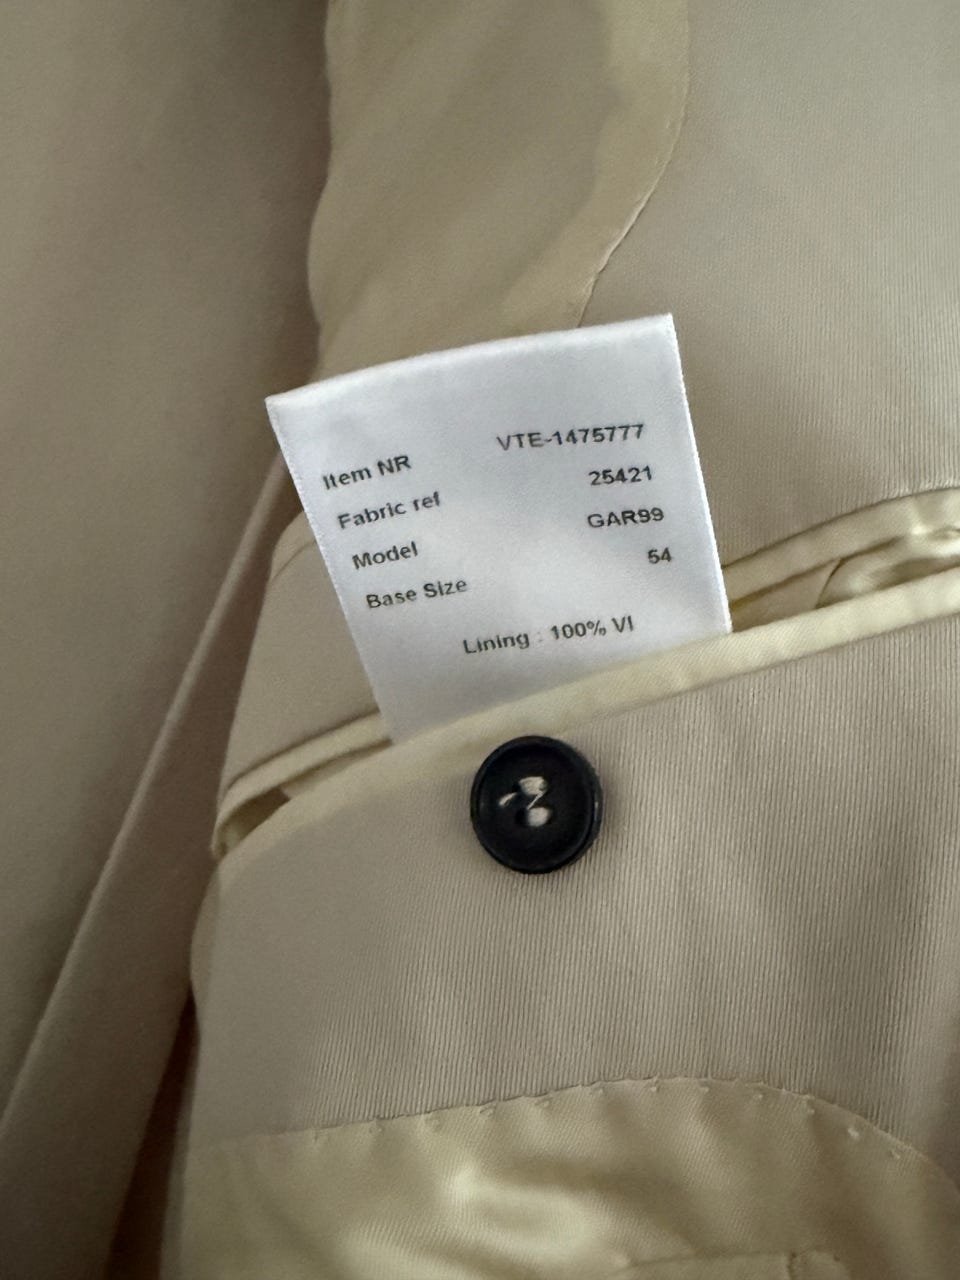 Item NR VTE-1475777
Fabric ref 25421
Model GAR99
Base Size 54
Lining : 100% VI